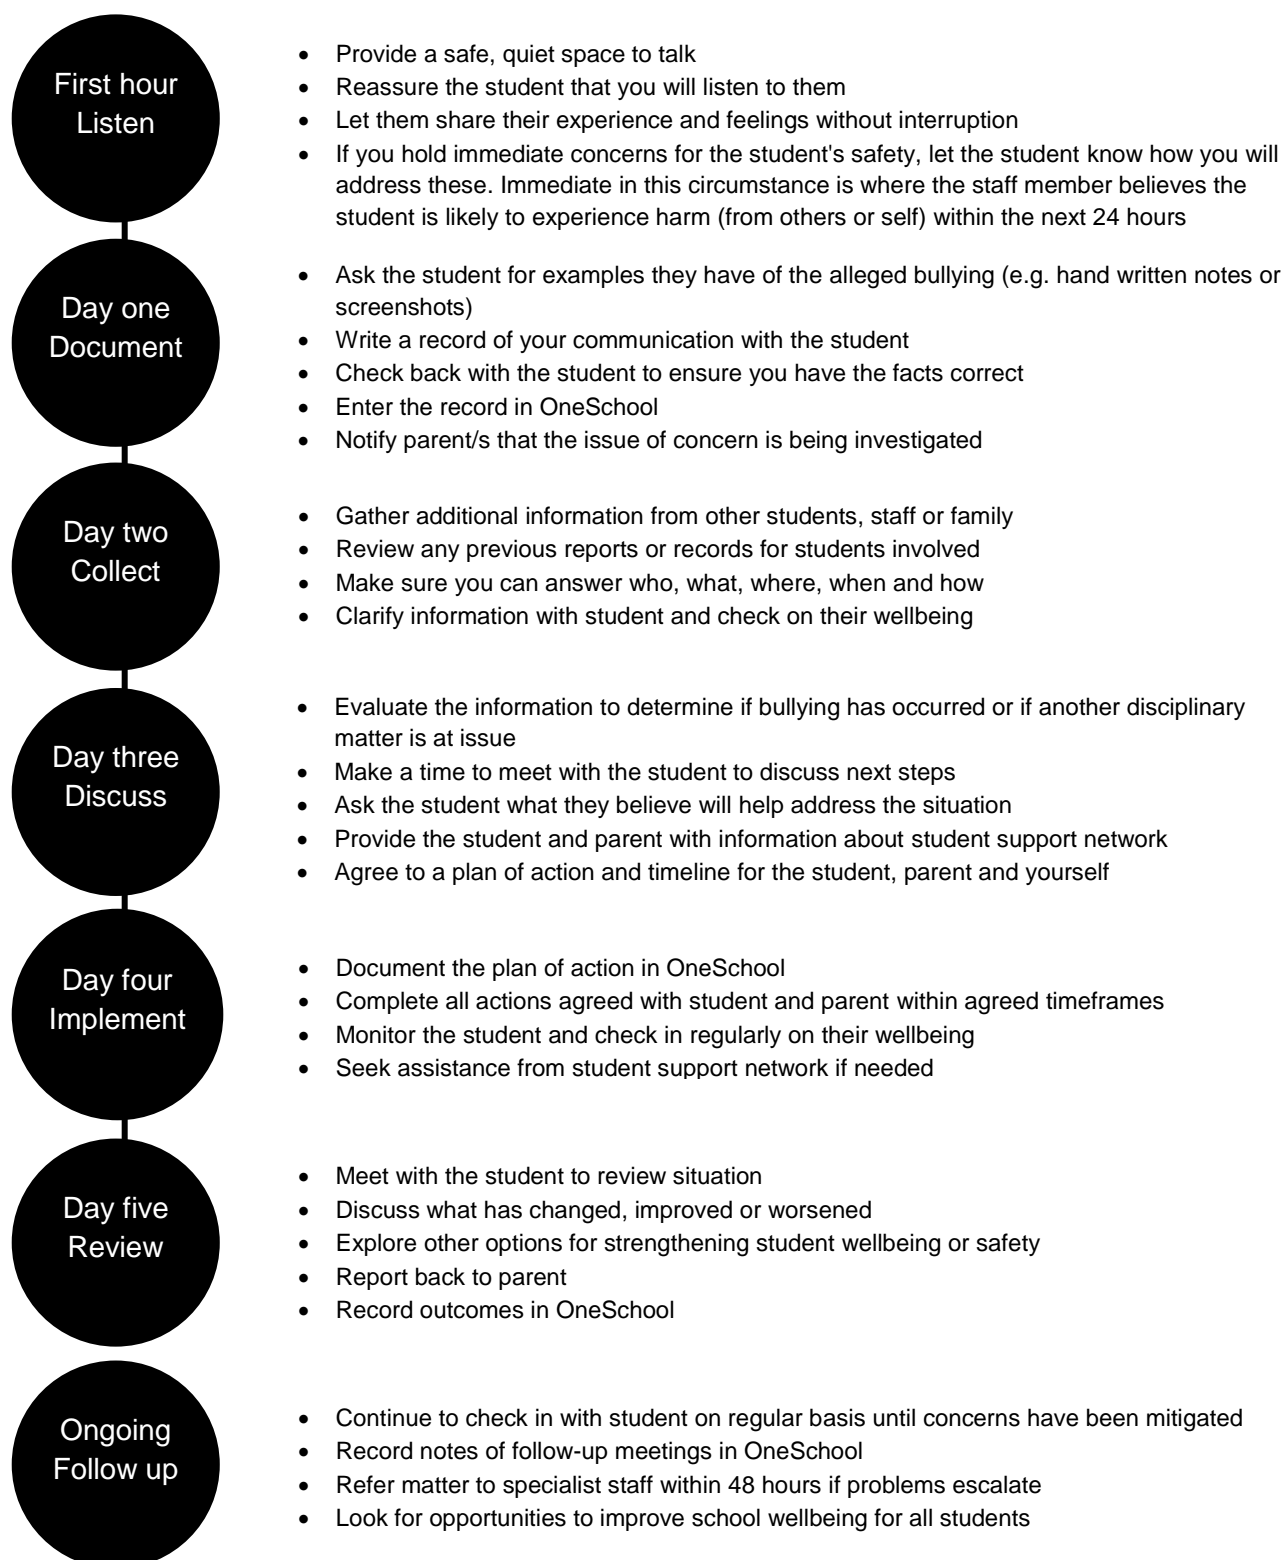 First hour
Listen
• Provide a safe, quiet space to talk
• Reassure the student that you will listen to them
• Let them share their experience and feelings without interruption
• If you hold immediate concerns for the student's safety, let the student know how you will
address these. Immediate in this circumstance is where the staff member believes the
student is likely to experience harm (from others or self) within the next 24 hours
Day one
Document
• Ask the student for examples they have of the alleged bullying (e.g. hand written notes or
screenshots)
• Write a record of your communication with the student
• Check back with the student to ensure you have the facts correct
• Enter the record in OneSchool
• Notify parent/s that the issue of concern is being investigated
Day two
Collect
• Gather additional information from other students, staff or family
• Review any previous reports or records for students involved
• Make sure you can answer who, what, where, when and how
• Clarify information with student and check on their wellbeing
Day three
Discuss
• Evaluate the information to determine if bullying has occurred or if another disciplinary
matter is at issue
• Make a time to meet with the student to discuss next steps
• Ask the student what they believe will help address the situation
• Provide the student and parent with information about student support network
• Agree to a plan of action and timeline for the student, parent and yourself
Day four
Implement
• Document the plan of action in OneSchool
• Complete all actions agreed with student and parent within agreed timeframes
• Monitor the student and check in regularly on their wellbeing
• Seek assistance from student support network if needed
Day five
Review
• Meet with the student to review situation
• Discuss what has changed, improved or worsened
• Explore other options for strengthening student wellbeing or safety
• Report back to parent
• Record outcomes in OneSchool
Ongoing
Follow up
• Continue to check in with student on regular basis until concerns have been mitigated
• Record notes of follow-up meetings in OneSchool
• Refer matter to specialist staff within 48 hours if problems escalate
• Look for opportunities to improve school wellbeing for all students